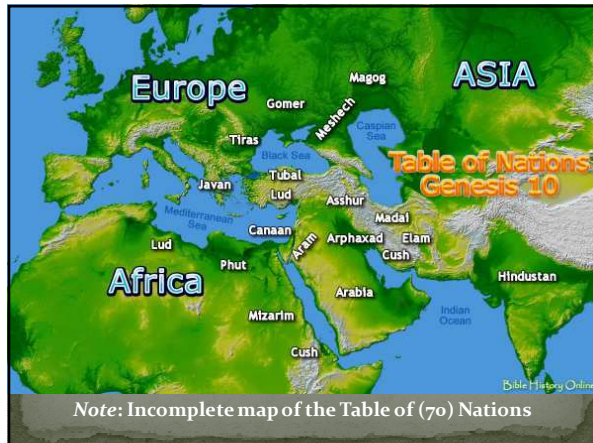 Europe
ASIA
Magog
Gomer
Meshech
Caspian Sea
Tiras
Black Sea
Table of Nations
Genesis 10
Tubal
Javan
Lud
Asshur
Mediterranean
Sea
Madai
Canaan
Aram
Arphaxad
Elam
Lud
Cush
Phut
Africa
Hindustan
Arabia
Indian
Ocean
Mizarim
Cush
Bible History Online
Note: Incomplete map of the Table of (70) Nations